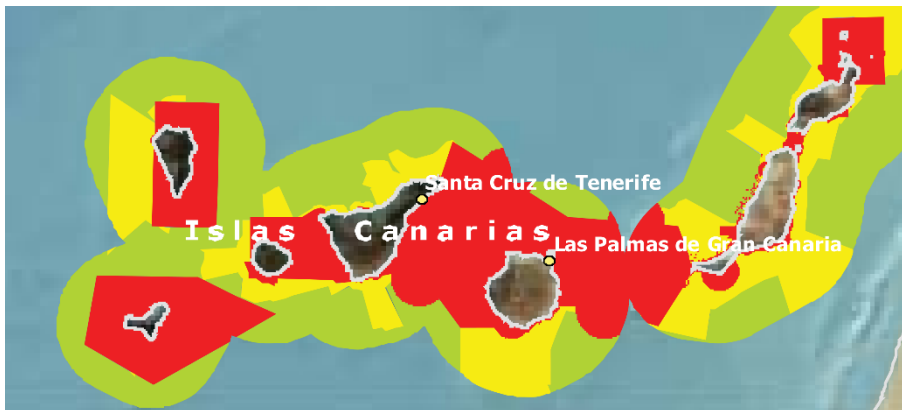 Santa Cruz de Tenerife
Islas Canarias
Las Palmas de Gran Canaria